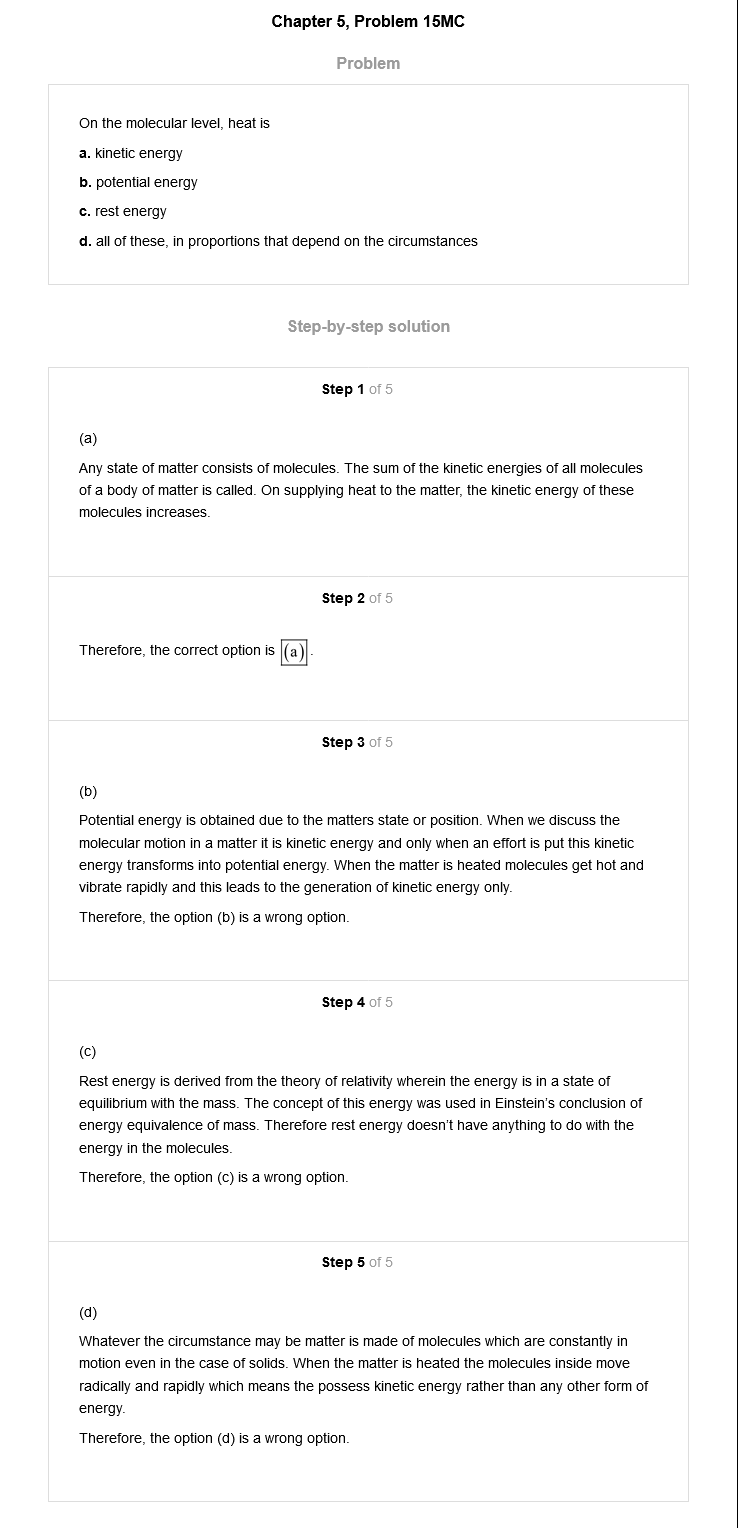 Chapter 5, Problem 15MC
Problem
On the molecular level, heat is
a. kinetic energy
b. potential energy
c. rest energy
d. all of these, in proportions that depend on the circumstances
Step-by-step solution
Step 1 of 5
(a)
Any state of matter consists of molecules. The sum of the kinetic energies of all molecules
of a body of matter is called. On supplying heat to the matter, the kinetic energy of these
molecules increases.
Step 2 of 5
Therefore, the correct option is (a).
Step 3 of 5
(b)
Potential energy is obtained due to the matters state or position. When we discuss the
molecular motion in a matter it is kinetic energy and only when an effort is put this kinetic
energy transforms into potential energy. When the matter is heated molecules get hot and
vibrate rapidly and this leads to the generation of kinetic energy only.
Therefore, the option (b) is a wrong option.
Step 4 of 5
(c)
Rest energy is derived from the theory of relativity wherein the energy is in a state of
equilibrium with the mass. The concept of this energy was used in Einstein's conclusion of
energy equivalence of mass. Therefore rest energy doesn't have anything to do with the
energy in the molecules.
Therefore, the option (c) is a wrong option.
Step 5 of 5
(d)
Whatever the circumstance may be matter is made of molecules which are constantly in
motion even in the case of solids. When the matter is heated the molecules inside move
radically and rapidly which means the possess kinetic energy rather than any other form of
energy.
Therefore, the option (d) is a wrong option.